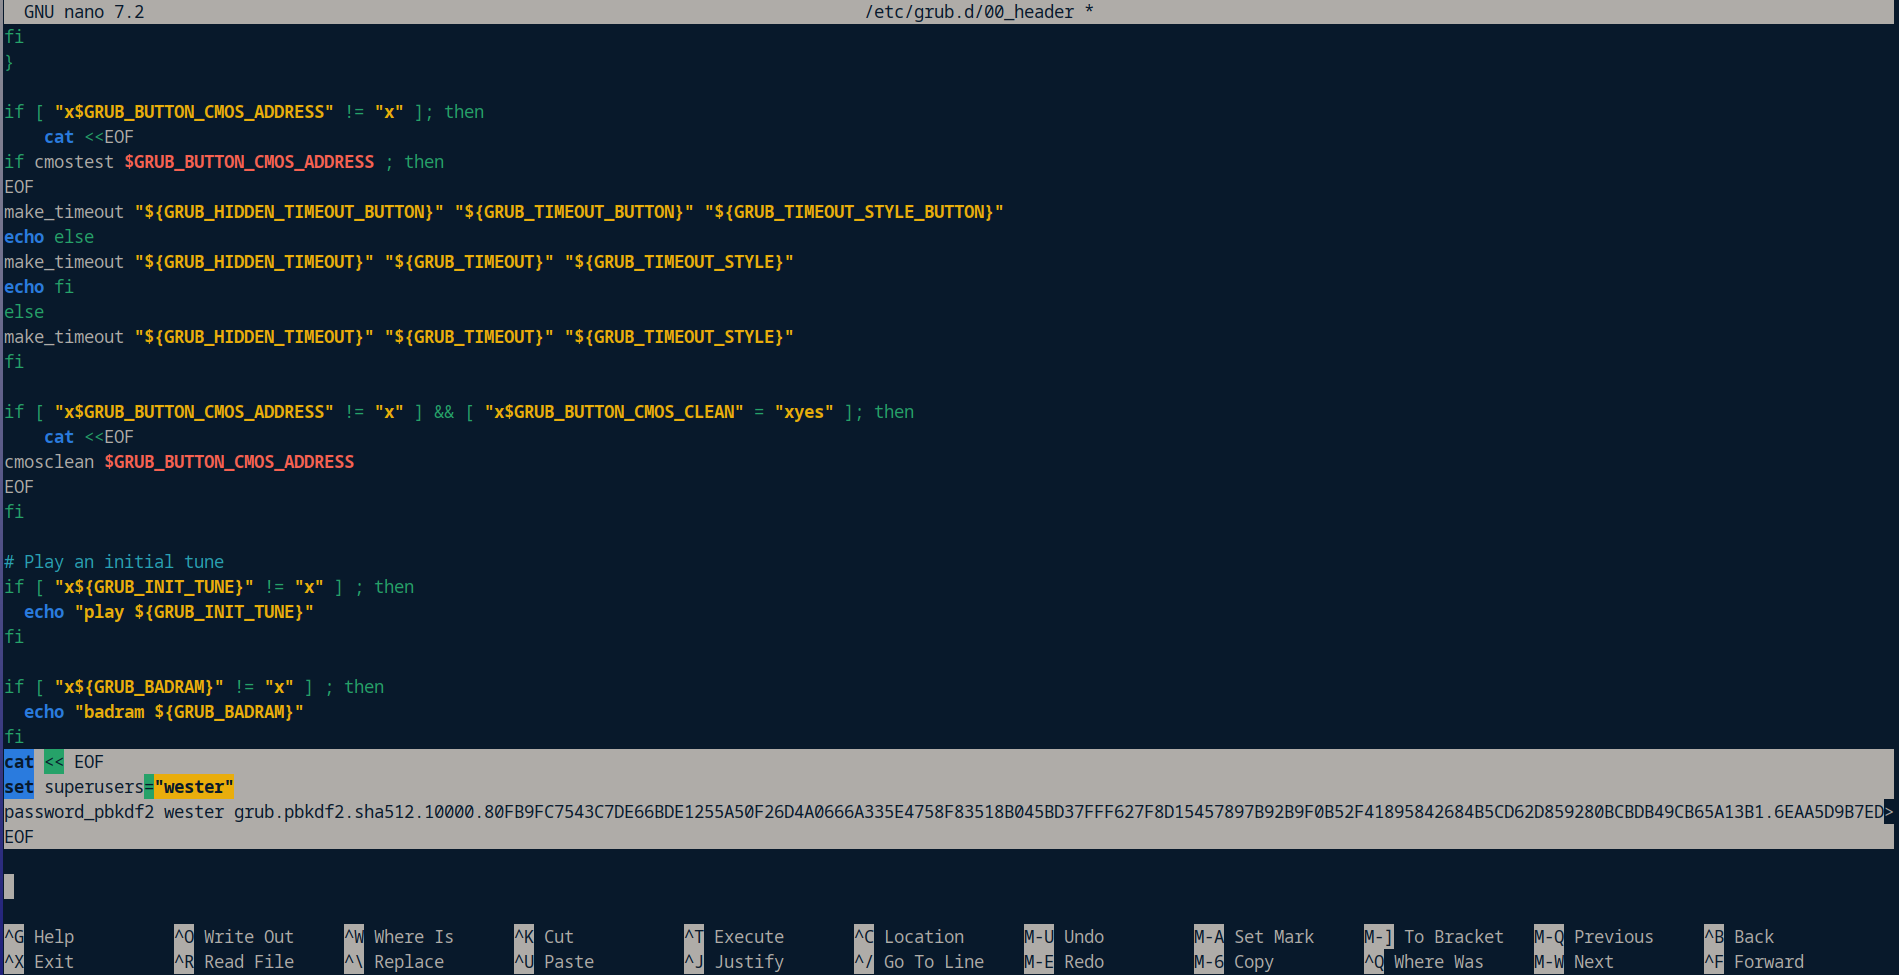 GNU nano 7.2 /etc/grub.d/00_header *
fi
}
if [ "x$GRUB_BUTTON_CMOS_ADDRESS" != "x" ]; then
    cat <<EOF
if cmostest $GRUB_BUTTON_CMOS_ADDRESS ; then
EOF
make_timeout "${GRUB_HIDDEN_TIMEOUT_BUTTON}" "${GRUB_TIMEOUT_BUTTON}" "${GRUB_TIMEOUT_STYLE_BUTTON}"
echo else
make_timeout "${GRUB_HIDDEN_TIMEOUT}" "${GRUB_TIMEOUT}" "${GRUB_TIMEOUT_STYLE}"
echo fi
else
make_timeout "${GRUB_HIDDEN_TIMEOUT}" "${GRUB_TIMEOUT}" "${GRUB_TIMEOUT_STYLE}"
fi
if [ "x$GRUB_BUTTON_CMOS_ADDRESS" != "x" ] && [ "x$GRUB_BUTTON_CMOS_CLEAN" = "xyes" ]; then
    cat <<EOF
cmosclean $GRUB_BUTTON_CMOS_ADDRESS
EOF
fi
# Play an initial tune
if [ "x${GRUB_INIT_TUNE}" != "x" ] ; then
  echo "play ${GRUB_INIT_TUNE}"
fi
if [ "x${GRUB_BADRAM}" != "x" ] ; then
  echo "badram ${GRUB_BADRAM}"
fi
cat << EOF
set superusers="wester"
password_pbkdf2 wester grub.pbkdf2.sha512.10000.80FB9FC7543C7DE66BDE1255A50F26D4A0666A335E4758F83518B045BD37FFF627F8D15457897B92B9F0B52F41895842684B5CD62D859280BCBDB49CB65A13B1.6EAA5D9B7ED>
EOF
^G Help ^O Write Out ^W Where Is ^K Cut ^T Execute ^C Location M-U Undo M-A Set Mark M-] To Bracket M-Q Previous ^B Back
^X Exit ^R Read File ^\ Replace ^U Paste ^J Justify ^/ Go To Line M-E Redo M-6 Copy ^Q Where Was M-W Next ^F Forward